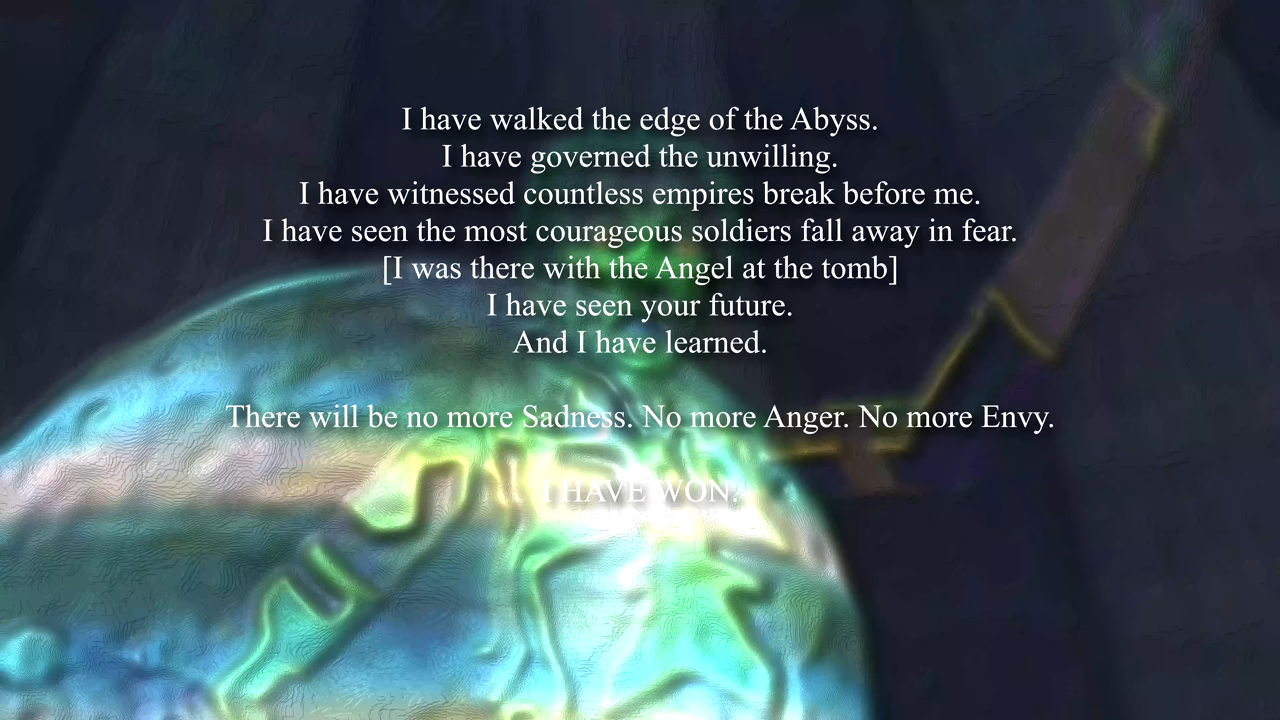 I have walked the edge of the Abyss.
I have governed the unwilling.
I have witnessed countless empires break before me.
I have seen the most courageous soldiers fall away in fear.
[I was there with the Angel at the tomb]
I have seen your future.
And I have learned.
There will be no more Sadness. No more Anger. No more Envy.
I HAVE WON.